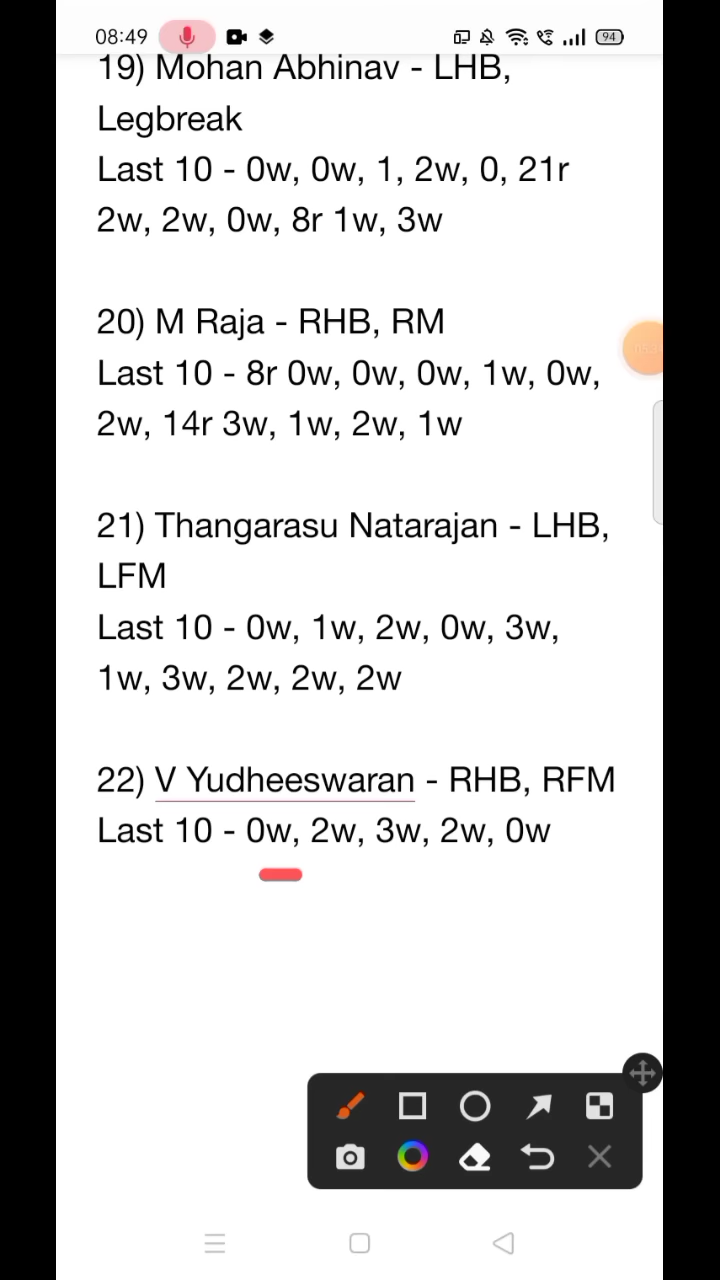 08:49
94
19) Mohan Abhinav - LHB,
Legbreak
Last 10 - 0w, 0w, 1, 2w, 0, 21r
2w, 2w, 0w, 8r 1w, 3w
20) M Raja - RHB, RM
Last 10 - 8r 0w, 0w, 0w, 1w, 0w,
2w, 14r 3w, 1w, 2w, 1w
21) Thangarasu Natarajan - LHB,
LFM
Last 10 - 0w, 1w, 2w, 0w, 3w,
1w, 3w, 2w, 2w, 2w
22) V Yudheeswaran - RHB, RFM
Last 10 - 0w, 2w, 3w, 2w, 0w